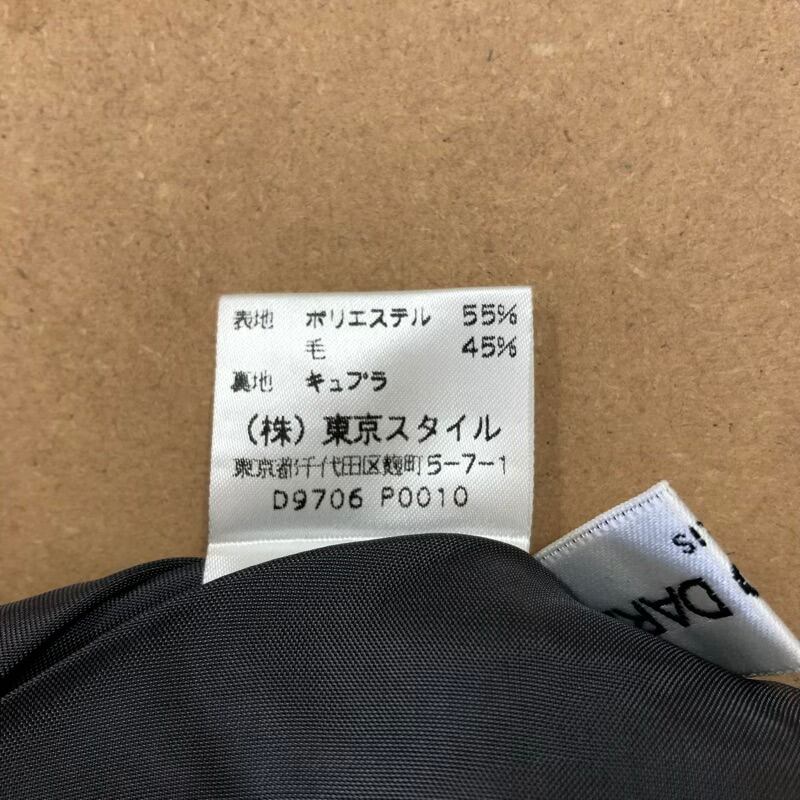 表地 ポリエステル 55%
毛 45%
裏地 キュプラ
(株)東京スタイル
東京都千代田区麹町5-7-1
D9706 P0010
DAR